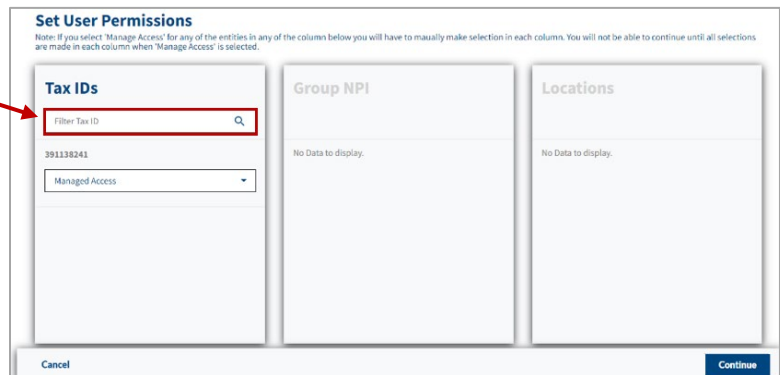 Set User Permissions
Note: If you select 'Manage Access' for any of the entities in any of the column below you will have to maually make selection in each column. You will not be able to continue until all selections
are made in each column when 'Manage Access' is selected.
Tax IDs
Filter Tax ID
391138241
Managed Access
Group NPI
No Data to display.
Locations
No Data to display.
Cancel
Continue